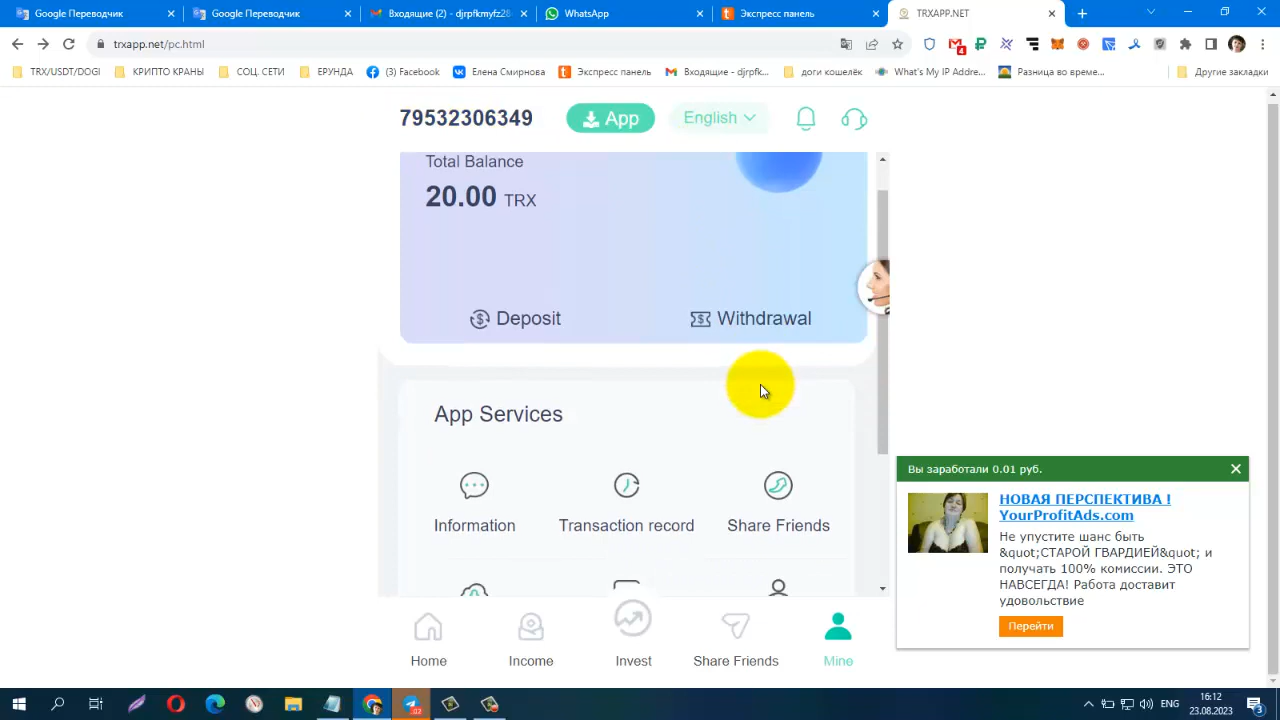 Google Переводчик
Google Переводчик
Входящие (2) - djrpkmyfz28
WhatsApp
Экспресс панель
TRXAPP.NET
trxapp.net/pc.html
4
TRX/USDT/DOGI
КРИПТО КРАНЫ
СОЦ. СЕТИ
ЕРУНДА
(3) Facebook
Елена Смирнова
Экспресс панель
Входящие - djrpfk...
доги кошелёк
What's My IP Addre...
Разница во време...
Другие закладки
79532306349
App
English
Total Balance
20.00 TRX
Deposit
Withdrawal
App Services
Information
Transaction record
Share Friends
Home
Income
Invest
Share Friends
Mine
Вы заработали 0.01 руб.
НОВАЯ ПЕРСПЕКТИВА !
YourProfitAds.com
Не упустите шанс быть
&quot;СТАРОЙ ГВАРДИЕЙ&quot; и
получать 100% комиссии. ЭТО
НАВСЕГДА! Работа доставит
удовольствие
Перейти
ENG
16:12
23.08.2023
3